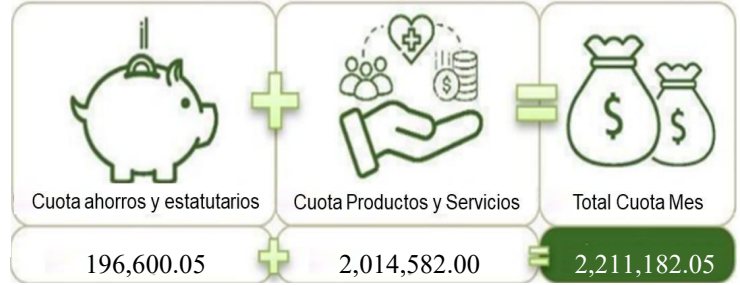 $
$ $
Cuota ahorros y estatutarios Cuota Productos y Servicios Total Cuota Mes
196,600.05 + 2,014,582.00 = 2,211,182.05